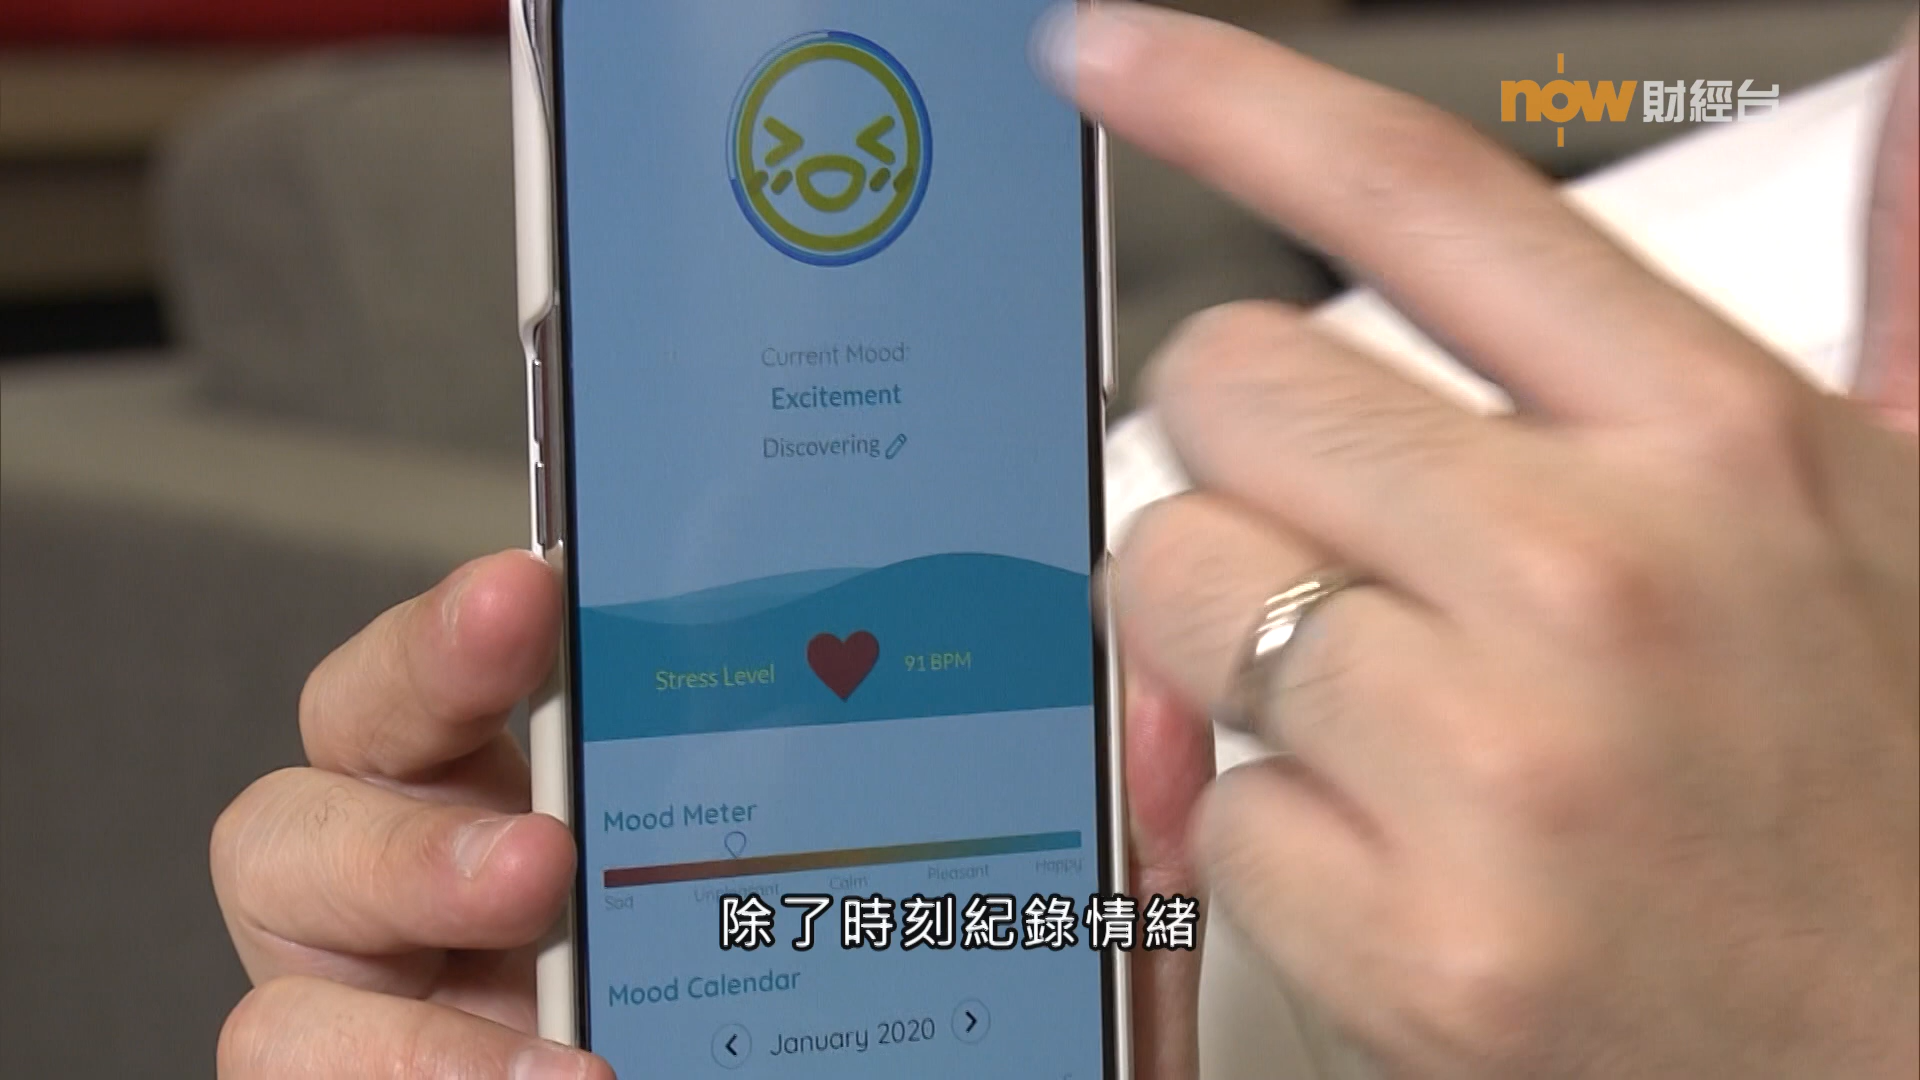 now財經台
Current Mood:
Excitement
Discovering
Stress Level
91 BPM
Mood Meter
Sad
Unpleasant
Calm
Pleasant
Happy
除了時刻紀錄情緒
Mood Calendar
January 2020